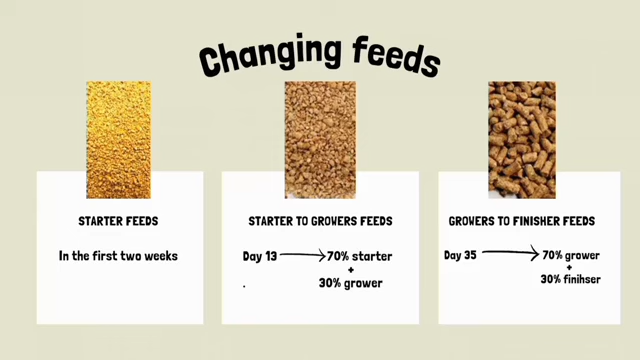 Changing feeds
STARTER FEEDS
In the first two weeks
STARTER TO GROWERS FEEDS
Day 13 → 70% starter
+
. 30% grower
GROWERS TO FINISHER FEEDS
Day 35 → 70% grower
+
30% finihser